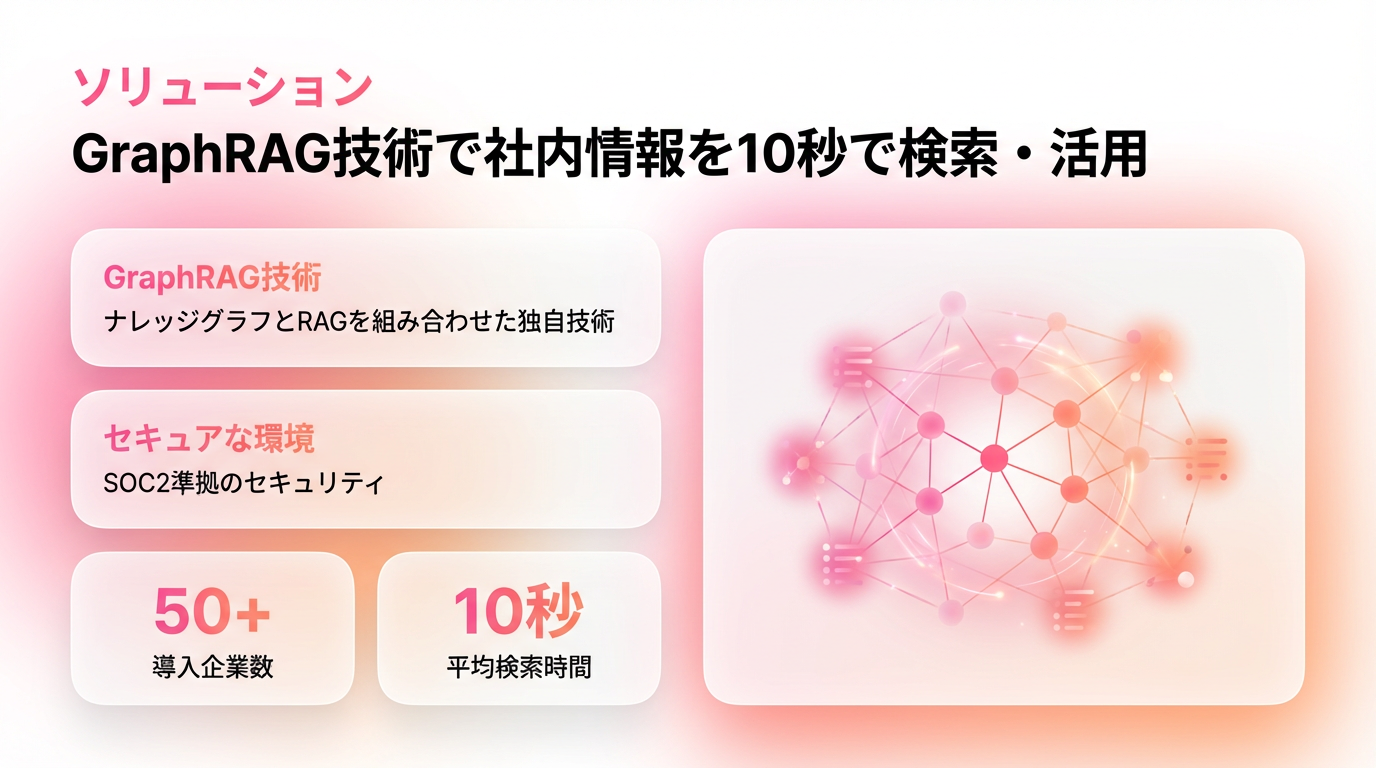 ソリューション
GraphRAG技術で社内情報を10秒で検索・活用
GraphRAG技術
ナレッジグラフとRAGを組み合わせた独自技術
セキュアな環境
SOC2準拠のセキュリティ
50+
導入企業数
10秒
平均検索時間